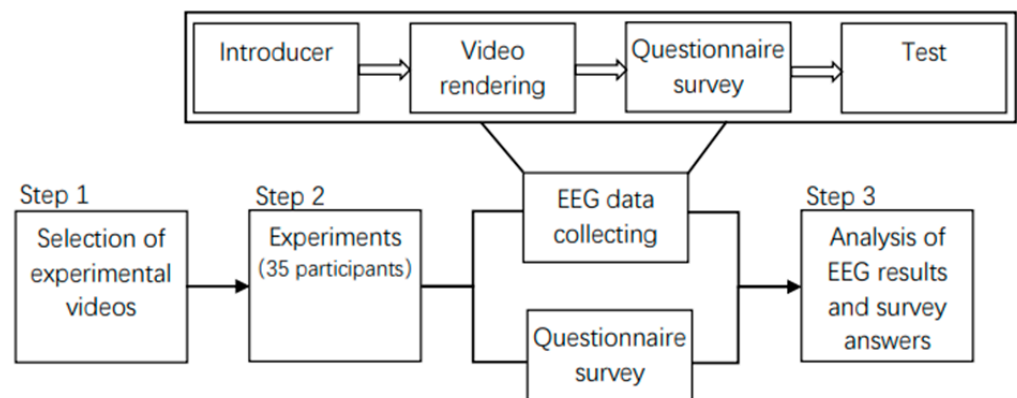 Introducer
Video
rendering
Questionnaire
survey
Test
Step 1
Selection of
experimental
videos
Step 2
Experiments
(35 participants)
EEG data
collecting
Questionnaire
survey
Step 3
Analysis of
EEG results
and survey
answers